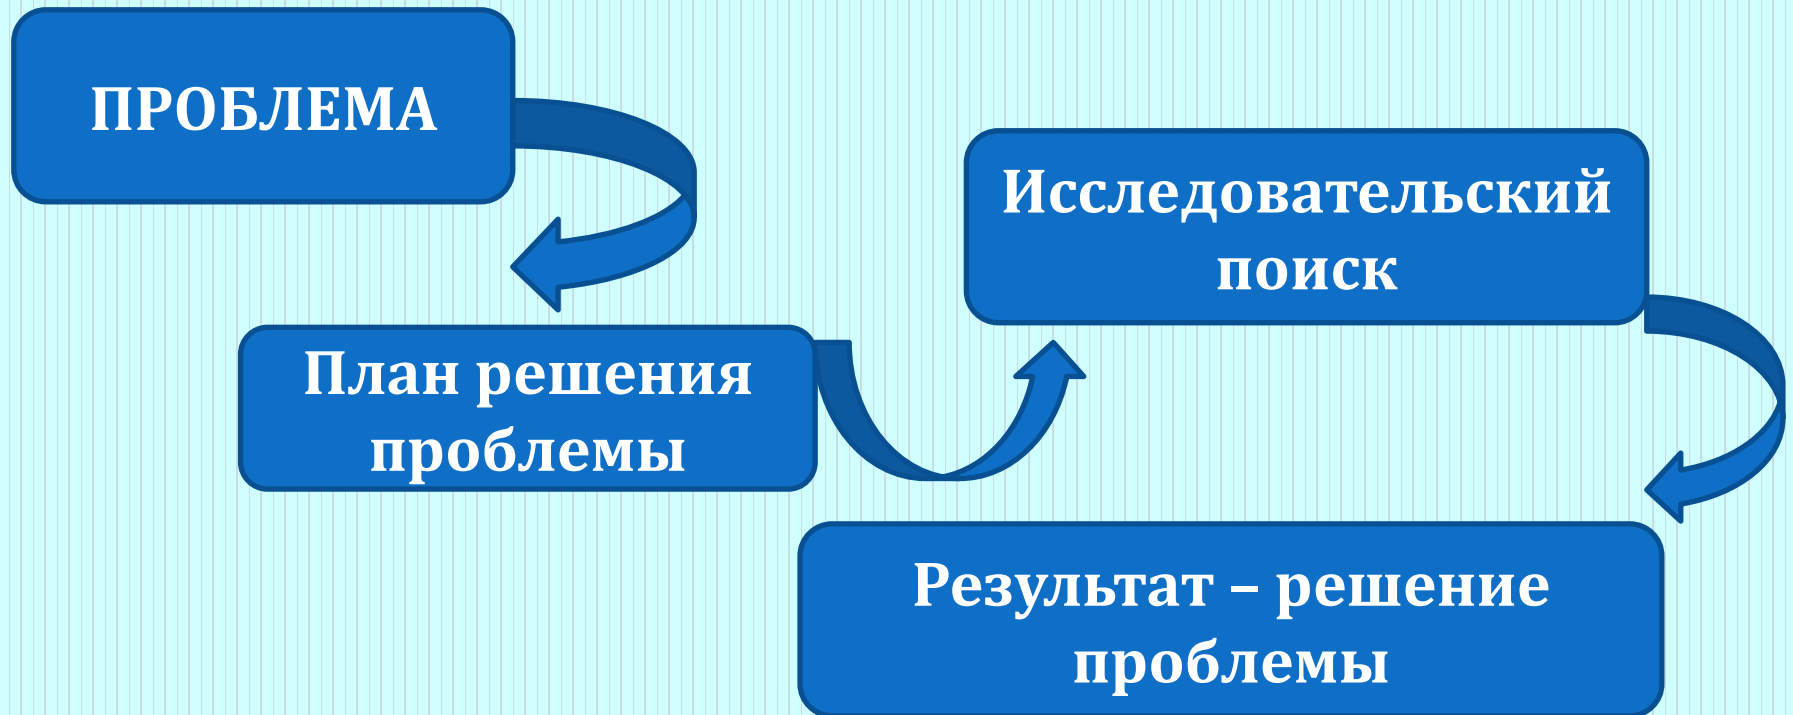 ПРОБЛЕМА
План решения
проблемы
Исследовательский
поиск
Результат – решение
проблемы